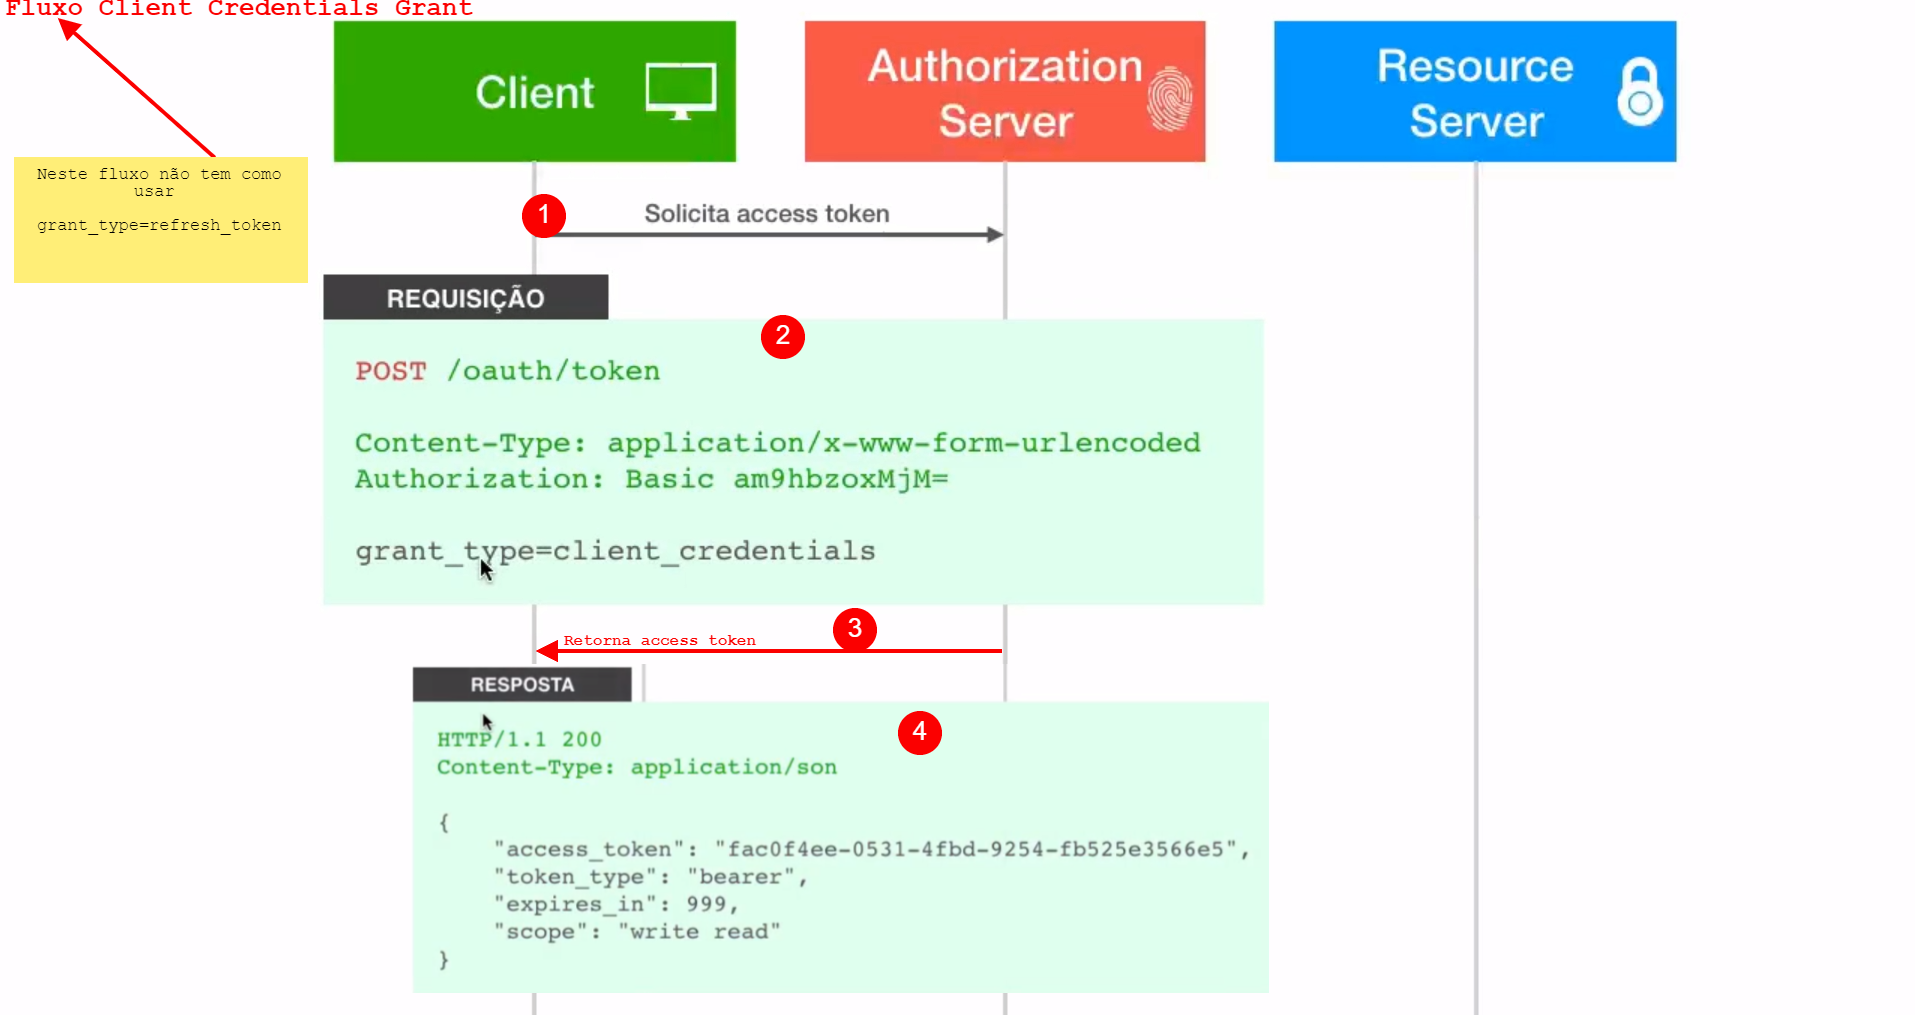 Fluxo Client Credentials Grant
Client
Authorization
Server
Resource
Server
Neste fluxo não tem como
usar
grant_type=refresh_token
1
Solicita access token
REQUISIÇÃO
2
POST /oauth/token
Content-Type: application/x-www-form-urlencoded
Authorization: Basic am9hbzoxMjM=
grant_type=client_credentials
3
Retorna access token
RESPOSTA
4
HTTP/1.1 200
Content-Type: application/son
{
"access_token": "fac0f4ee-0531-4fbd-9254-fb525e3566e5",
"token_type": "bearer",
"expires_in": 999,
"scope": "write read"
}